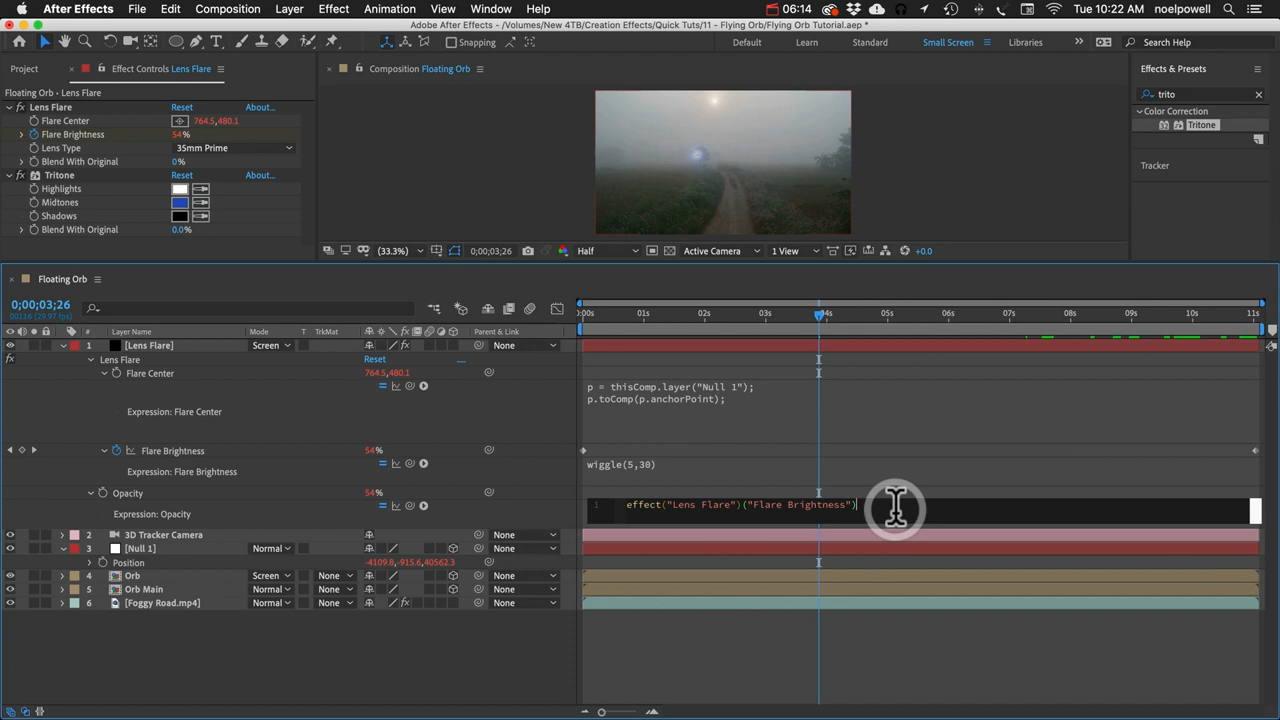 After Effects File Edit Composition Layer Effect Animation View Window Help 06:14 Tue 10:22 AM noelpowell
Adobe After Effects - /Volumes/New 4TB/Creation Effects/Quick Tuts/11 - Flying Orb/Flying Orb Tutorial.aep *
Snapping Default Learn Standard Small Screen Libraries Search Help
Project Effect Controls Lens Flare Composition Floating Orb Effects & Presets
Floating Orb • Lens Flare trito
Lens Flare Reset About... Color Correction
Flare Center 764.5,480.1 Tritone
Flare Brightness 54%
Lens Type 35mm Prime
Blend With Original 0% Tracker
Tritone Reset About...
Highlights
Midtones
Shadows
Blend With Original 0.0%
(33.3%) 0;00;03;26 Half Active Camera 1 View +0.0
Floating Orb
0;00;03;26
00116 (29.97 fps) :00s 01s 02s 03s 04s 05s 06s 07s 08s 09s 10s 11s
# Layer Name Mode T TrkMat Parent & Link
1 [Lens Flare] Screen None
Lens Flare Reset
Flare Center 764.5,480.1
p = thisComp.layer("Null 1");
p.toComp(p.anchorPoint);
Expression: Flare Center
Flare Brightness 54%
wiggle(5,30)
Expression: Flare Brightness
Opacity 54%
1 effect("Lens Flare")("Flare Brightness")
Expression: Opacity
2 3D Tracker Camera None
3 [Null 1] Normal None
Position -4109.8,-915.6,40562.3
4 Orb Screen None None
5 Orb Main Normal None None
6 [Foggy Road.mp4] Normal None None